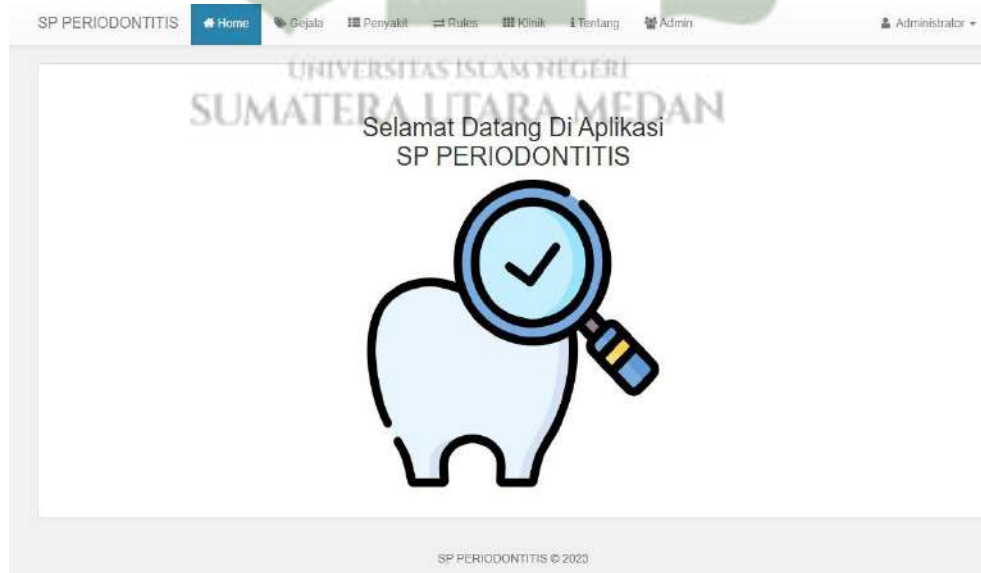 SP PERIODONTITIS Home Gejala Penyakit Rules Klinik Tentang Admin Administrator
UNIVERSITAS ISLAM NEGERI
SUMATERA UTARA MEDAN
Selamat Datang Di Aplikasi
SP PERIODONTITIS
SP PERIODONTITIS © 2023